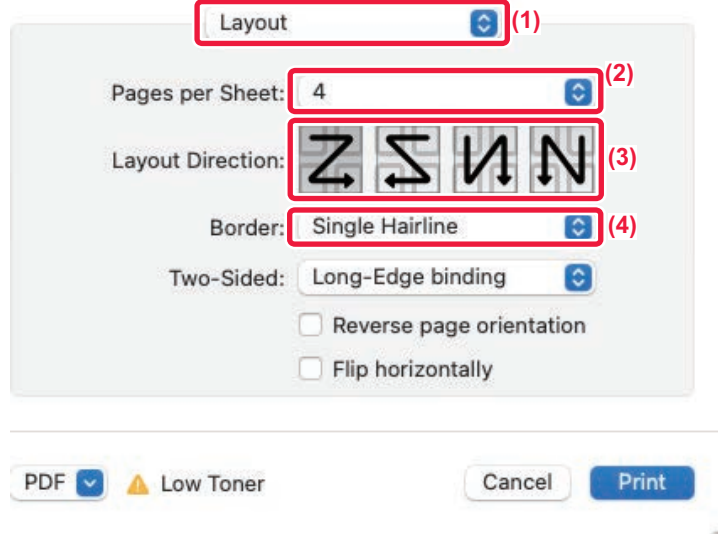 Layout (1)
Pages per Sheet: 4 (2)
Layout Direction: (3)
Border: Single Hairline (4)
Two-Sided: Long-Edge binding
Reverse page orientation
Flip horizontally
PDF Low Toner Cancel Print